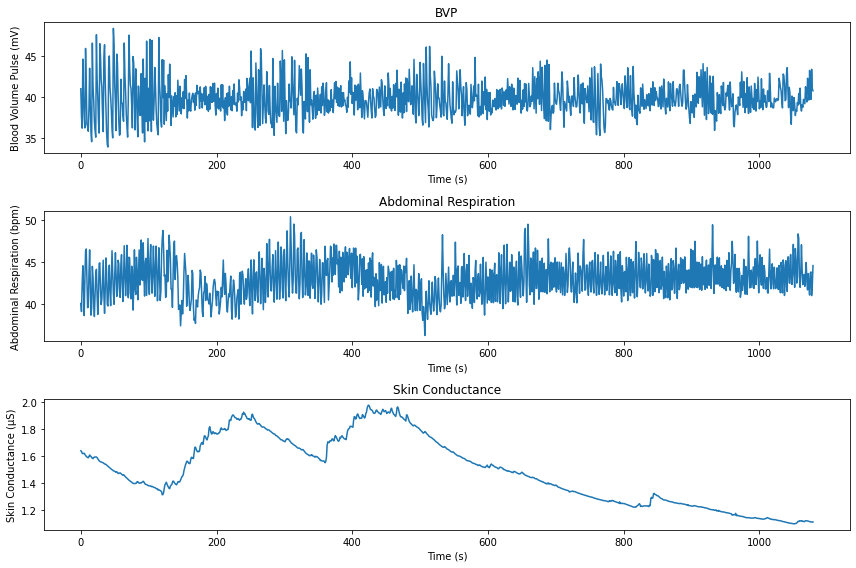 BVP
Blood Volume Pulse (mV)
45
40
35
0 200 400 600 800 1000
Time (s)
Abdominal Respiration
Abdominal Respiration (bpm)
50
45
40
0 200 400 600 800 1000
Time (s)
Skin Conductance
Skin Conductance (μS)
2.0
1.8
1.6
1.4
1.2
0 200 400 600 800 1000
Time (s)